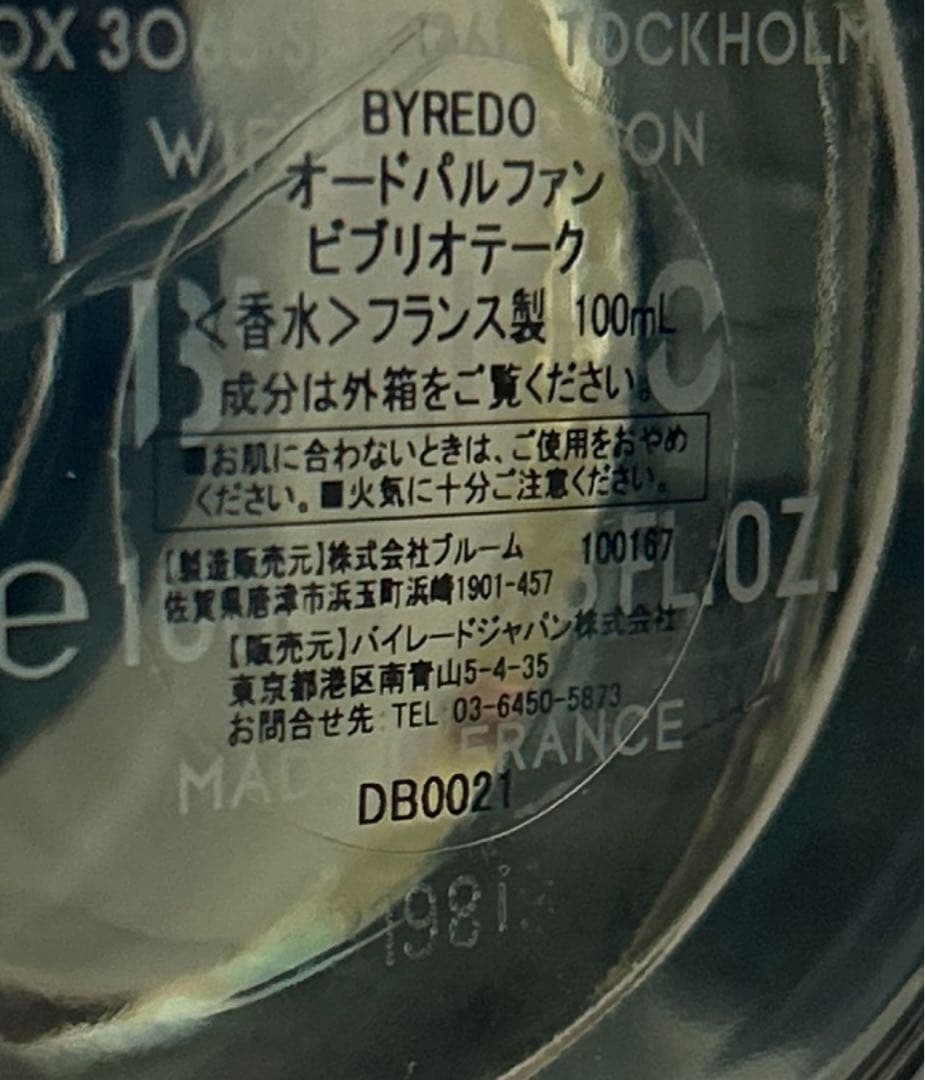 OX 3065 STOCKHOLM
BYREDO
オードパルファン
ビブリオテーク
<香水>フランス製 100mL
成分は外箱をご覧ください。
■お肌に合わないときは、ご使用をおやめ
ください。■火気に十分ご注意ください。
【製造販売元】株式会社ブルーム 100167
佐賀県唐津市浜玉町浜崎1901-457
【販売元】バイレードジャパン株式会社
東京都港区南青山5-4-35
お問合せ先 TEL 03-6450-5873
FL.OZ.
MADE IN FRANCE
DB0021